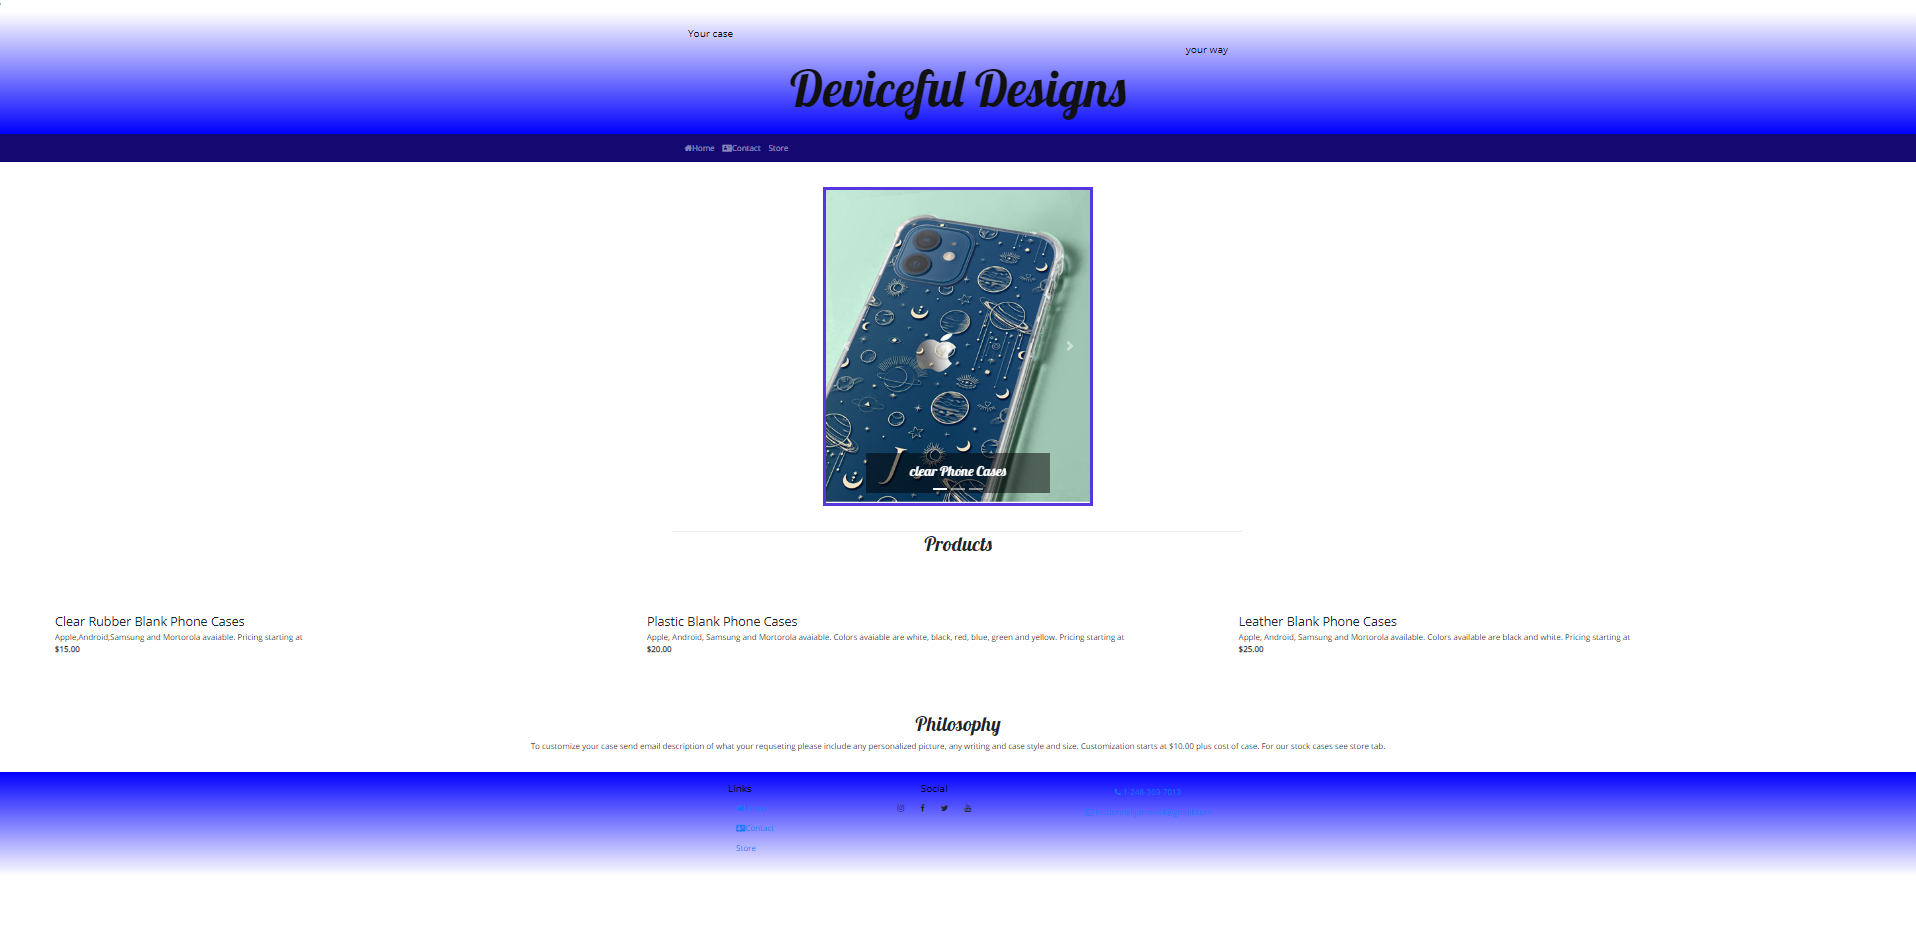 Your case
your way
Deviceful Designs
Home Contact Store
J
clear Phone Cases
Products
Clear Rubber Blank Phone Cases
Apple,Android,Samsung and Mortorola avaiable. Pricing starting at
$15.00
Plastic Blank Phone Cases
Apple, Android, Samsung and Mortorola avaiable. Colors avaiable are white, black, red, blue, green and yellow. Pricing starting at
$20.00
Leather Blank Phone Cases
Apple, Android, Samsung and Mortorola available. Colors available are black and white. Pricing starting at
$25.00
Philosophy
To customize your case send email description of what your requseting please include any personalized picture, any writing and case style and size. Customization starts at $10.00 plus cost of case. For our stock cases see store tab.
Links
Contact
Store
Social
1-248-303-7013